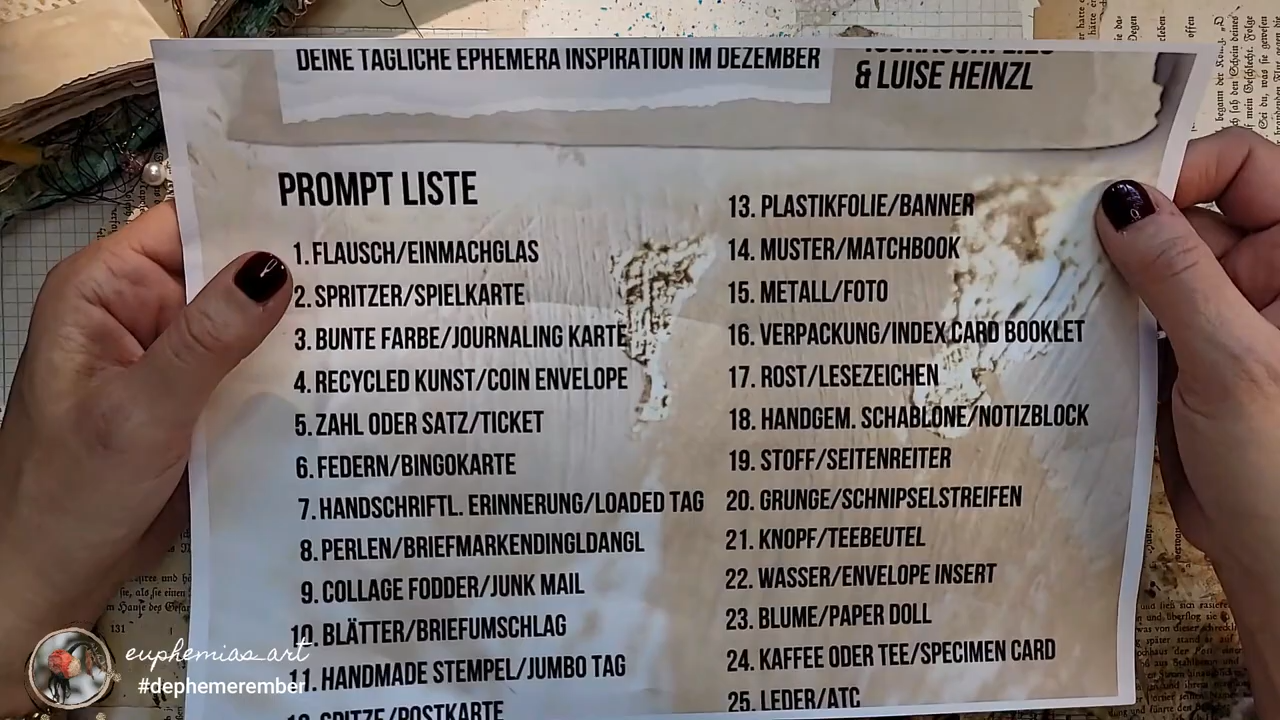 DEINE TÄGLICHE EPHEMERA INSPIRATION IM DEZEMBER
& LUISE HEINZL
PROMPT LISTE
1. FLAUSCH/EINMACHGLAS
2. SPRITZER/SPIELKARTE
3. BUNTE FARBE/JOURNALING KARTE
4. RECYCLED KUNST/COIN ENVELOPE
5. ZAHL ODER SATZ/TICKET
6. FEDERN/BINGOKARTE
7. HANDSCHRIFTL. ERINNERUNG/LOADED TAG
8. PERLEN/BRIEFMARKENDINGLDANGL
9. COLLAGE FODDER/JUNK MAIL
10. BLÄTTER/BRIEFUMSCHLAG
11. HANDMADE STEMPEL/JUMBO TAG
12. SPITZE/POSTKARTE
13. PLASTIKFOLIE/BANNER
14. MUSTER/MATCHBOOK
15. METALL/FOTO
16. VERPACKUNG/INDEX CARD BOOKLET
17. ROST/LESEZEICHEN
18. HANDGEM. SCHABLONE/NOTIZBLOCK
19. STOFF/SEITENREITER
20. GRUNGE/SCHNIPSELSTREIFEN
21. KNOPF/TEEBEUTEL
22. WASSER/ENVELOPE INSERT
23. BLUME/PAPER DOLL
24. KAFFEE ODER TEE/SPECIMEN CARD
25. LEDER/ATC
euphemias_art
#dephemerember
131